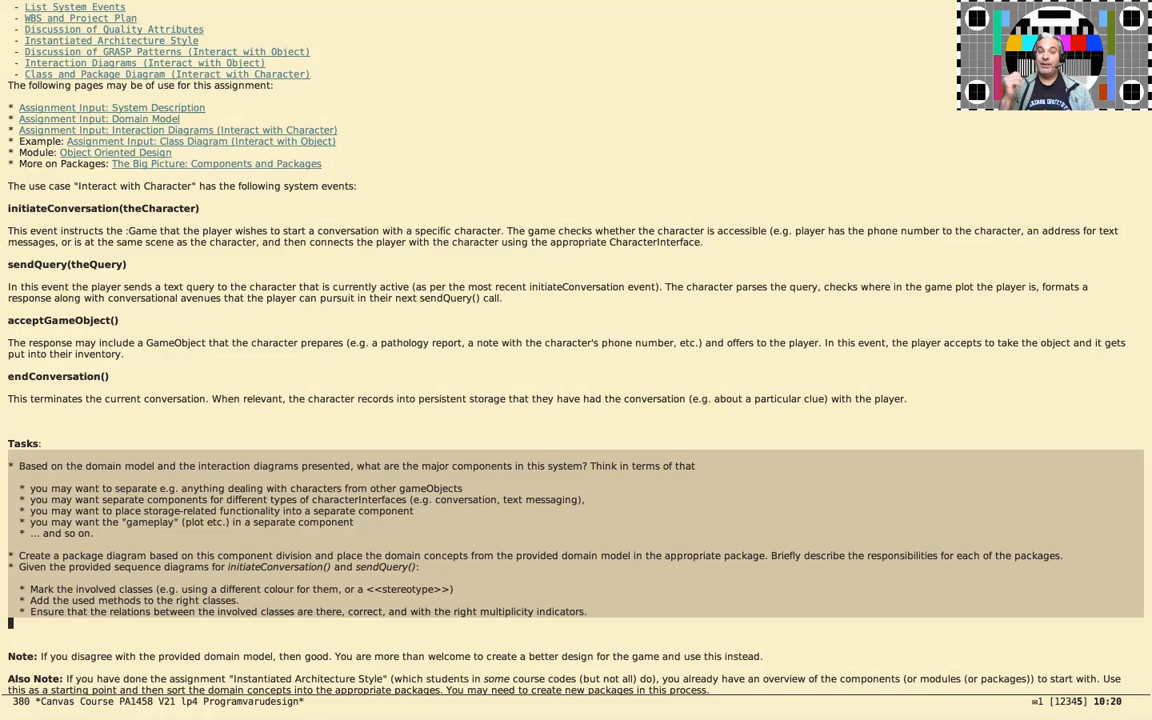 - List System Events
- WBS and Project Plan
- Discussion of Quality Attributes
- Instantiated Architecture Style
- Discussion of GRASP Patterns (Interact with Object)
- Interaction Diagrams (Interact with Object)
- Class and Package Diagram (Interact with Character)
The following pages may be of use for this assignment:
* Assignment Input: System Description
* Assignment Input: Domain Model
* Assignment Input: Interaction Diagrams (Interact with Character)
* Example: Assignment Input: Class Diagram (Interact with Object)
* Module: Object Oriented Design
* More on Packages: The Big Picture: Components and Packages
The use case "Interact with Character" has the following system events:
initiateConversation(theCharacter)
This event instructs the :Game that the player wishes to start a conversation with a specific character. The game checks whether the character is accessible (e.g. player has the phone number to the character, an address for text
messages, or is at the same scene as the character, and then connects the player with the character using the appropriate CharacterInterface.
sendQuery(theQuery)
In this event the player sends a text query to the character that is currently active (as per the most recent initiateConversation event). The character parses the query, checks where in the game plot the player is, formats a
response along with conversational avenues that the player can pursuit in their next sendQuery() call.
acceptGameObject()
The response may include a GameObject that the character prepares (e.g. a pathology report, a note with the character's phone number, etc.) and offers to the player. In this event, the player accepts to take the object and it gets
put into their inventory.
endConversation()
This terminates the current conversation. When relevant, the character records into persistent storage that they have had the conversation (e.g. about a particular clue) with the player.
Tasks:
* Based on the domain model and the interaction diagrams presented, what are the major components in this system? Think in terms of that
* you may want to separate e.g. anything dealing with characters from other gameObjects
* you may want separate components for different types of characterInterfaces (e.g. conversation, text messaging),
* you may want to place storage-related functionality into a separate component
* you may want the "gameplay" (plot etc.) in a separate component
* ... and so on.
* Create a package diagram based on this component division and place the domain concepts from the provided domain model in the appropriate package. Briefly describe the responsibilities for each of the packages.
* Given the provided sequence diagrams for initiateConversation() and sendQuery():
* Mark the involved classes (e.g. using a different colour for them, or a <<stereotype>>)
* Add the used methods to the right classes.
* Ensure that the relations between the involved classes are there, correct, and with the right multiplicity indicators.
Note: If you disagree with the provided domain model, then good. You are more than welcome to create a better design for the game and use this instead.
Also Note: If you have done the assignment "Instantiated Architecture Style" (which students in some course codes (but not all) do), you already have an overview of the components (or modules (or packages)) to start with. Use
this as a starting point and then sort the domain concepts into the appropriate packages. You may need to create new packages in this process.
380 *Canvas Course PA1458 V21 lp4 Programvarudesign*
✉1 [12345] 10:20